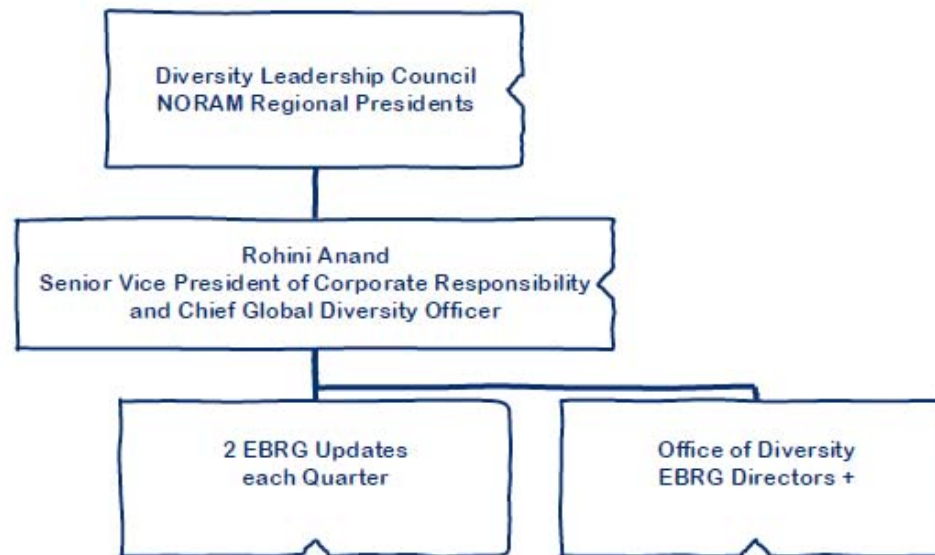 Diversity Leadership Council
NORAM Regional Presidents
Rohini Anand
Senior Vice President of Corporate Responsibility
and Chief Global Diversity Officer
2 EBRG Updates
each Quarter
Office of Diversity
EBRG Directors +